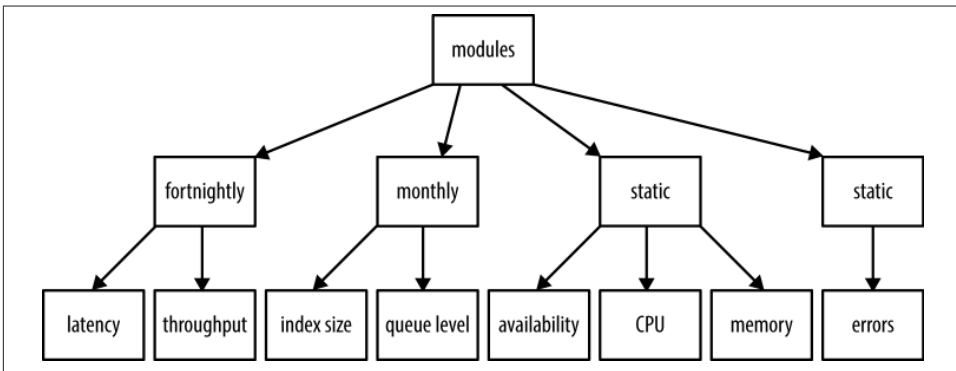 modules
fortnightly
monthly
static
static
latency
throughput
index size
queue level
availability
CPU
memory
errors